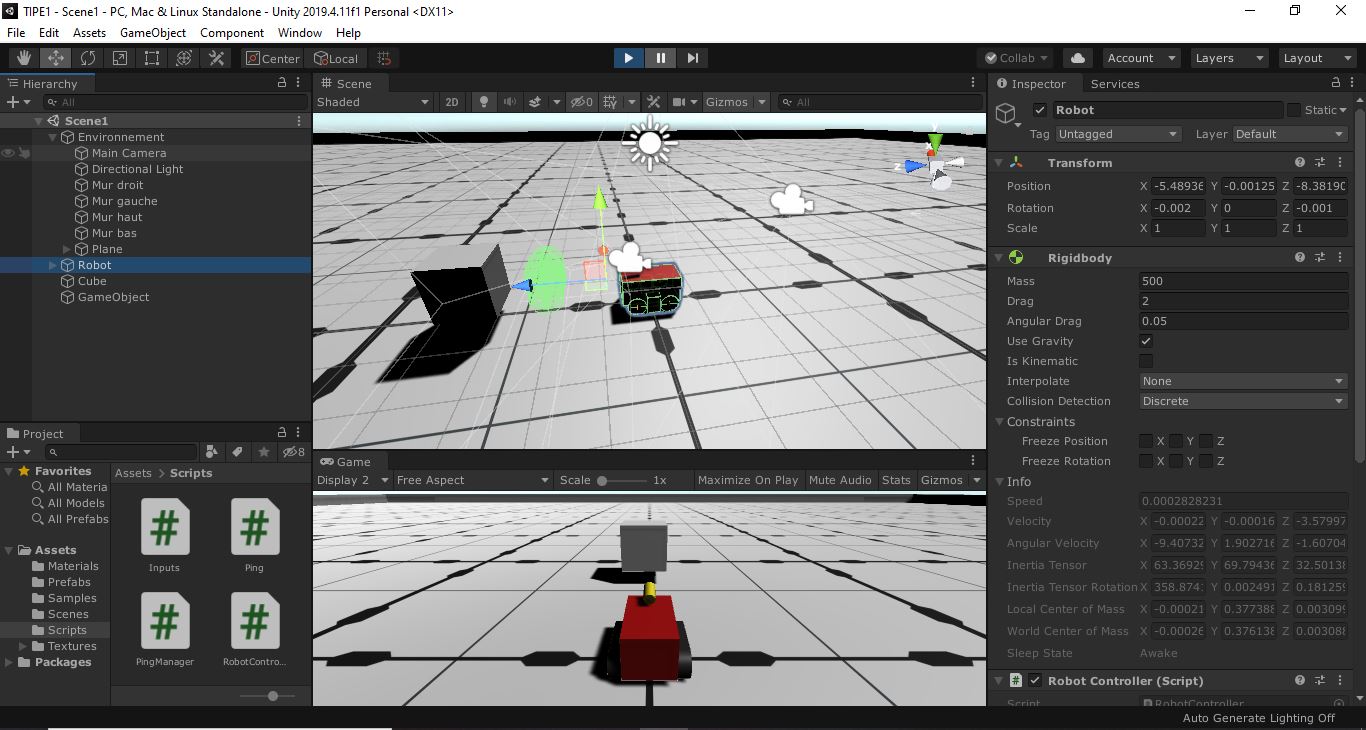 TIPE1 - Scene1 - PC, Mac & Linux Standalone - Unity 2019.4.11f1 Personal <DX11>
File Edit Assets GameObject Component Window Help
Center Local Collab Account Layers Layout
Hierarchy
All
Scene1
Environnement
Main Camera
Directional Light
Mur droit
Mur gauche
Mur haut
Mur bas
Plane
Robot
Cube
GameObject
Scene
Shaded 2D 0 Gizmos All
y
x
z
Project
8
Favorites
All Materia
All Models
All Prefabs
Assets
Materials
Prefabs
Samples
Scenes
Scripts
Textures
Packages
Assets > Scripts
Inputs
Ping
PingManager
RobotContro...
Game
Display 2 Free Aspect Scale 1x Maximize On Play Mute Audio Stats Gizmos
Inspector Services
Robot Static
Tag Untagged Layer Default
Transform
Position X -5.48936 Y -0.00125 Z -8.38190
Rotation X -0.002 Y 0 Z -0.001
Scale X 1 Y 1 Z 1
Rigidbody
Mass 500
Drag 2
Angular Drag 0.05
Use Gravity
Is Kinematic
Interpolate None
Collision Detection Discrete
Constraints
Freeze Position X Y Z
Freeze Rotation X Y Z
Info
Speed 0.0002828231
Velocity X -0.00022 Y -0.00016 Z -3.57997
Angular Velocity X -9.40732 Y 1.902716 Z -1.60704
Inertia Tensor X 63.36929 Y 69.79436 Z 32.50138
Inertia Tensor Rotation X 358.874 Y 0.002491 Z 0.181259
Local Center of Mass X -0.00021 Y 0.377388 Z 0.003099
World Center of Mass X -0.00026 Y 0.376138 Z 0.003088
Sleep State Awake
Robot Controller (Script)
Script RobotController
Auto Generate Lighting Off